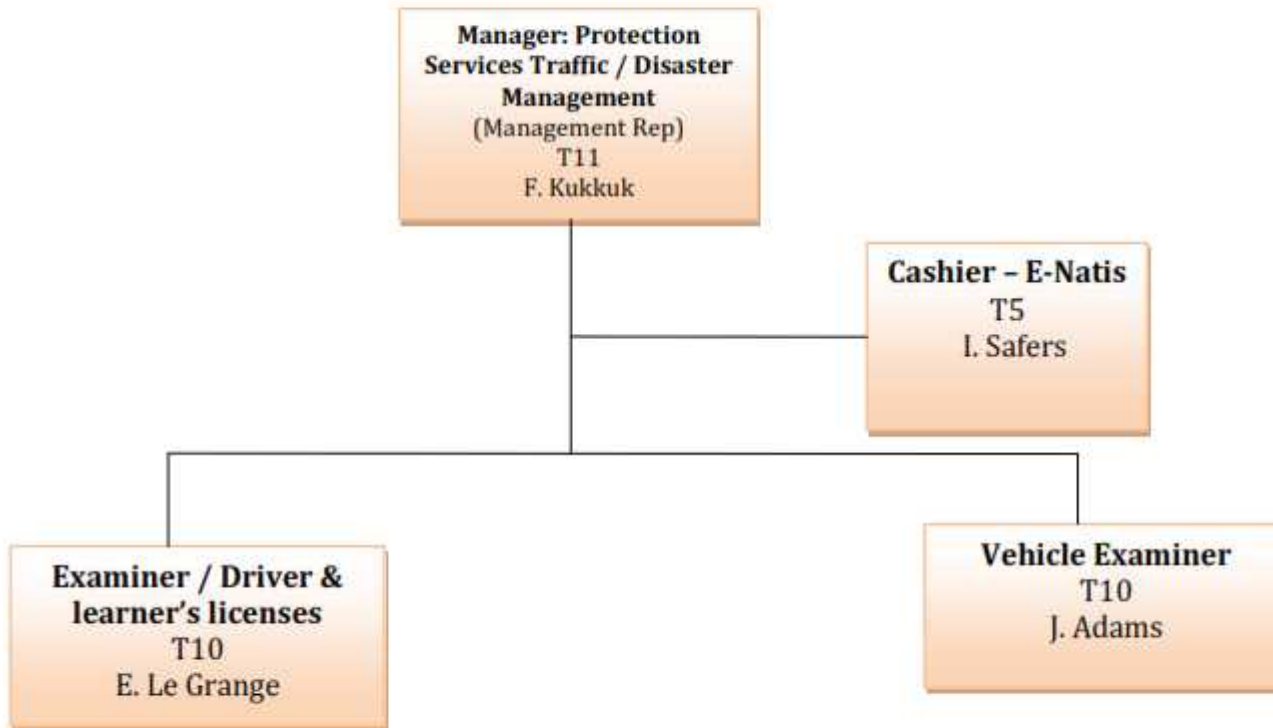 Manager: Protection
Services Traffic / Disaster
Management
(Management Rep)
T11
F. Kukkuk
Cashier – E-Natis
T5
I. Safers
Examiner / Driver &
learner’s licenses
T10
E. Le Grange
Vehicle Examiner
T10
J. Adams